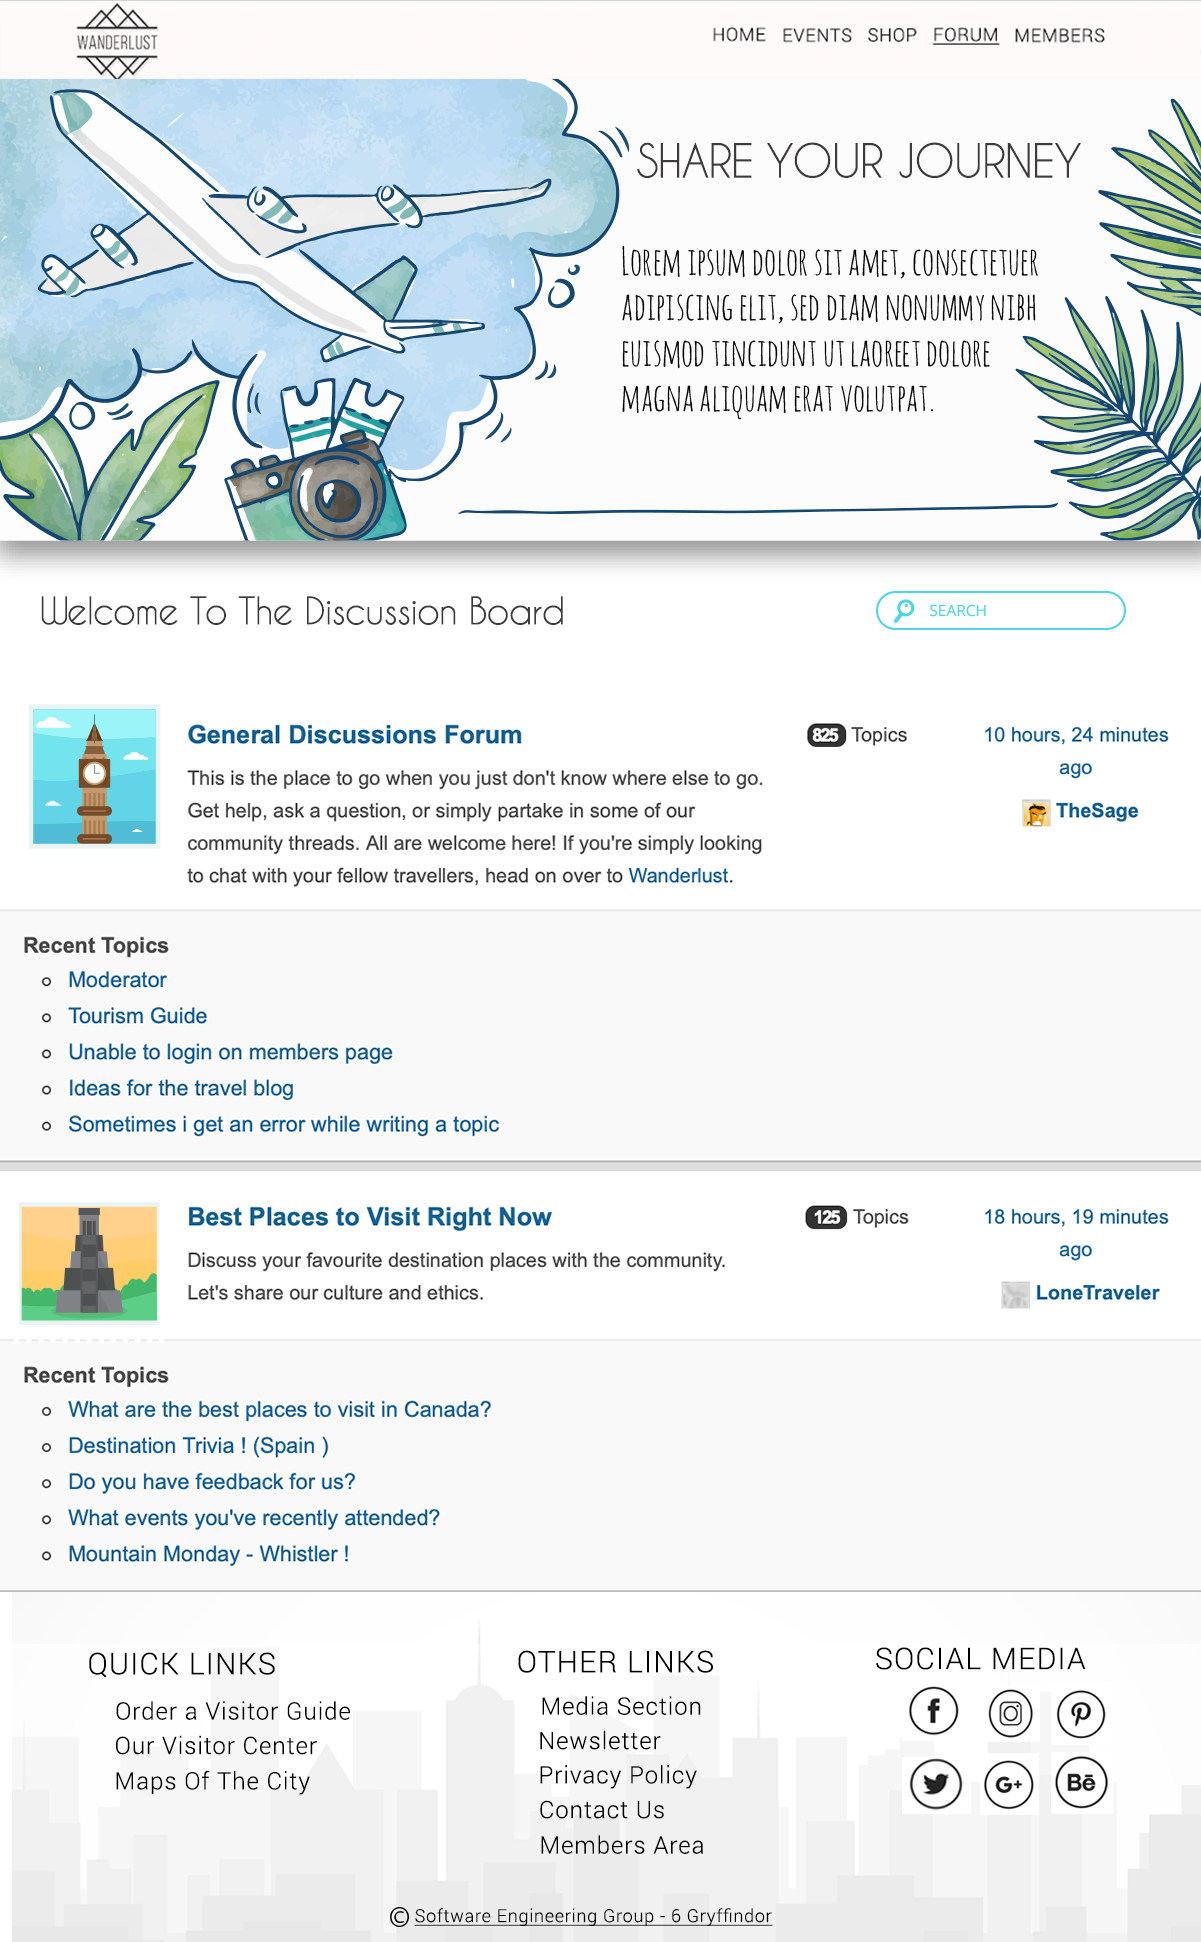 WANDERLUST
HOME EVENTS SHOP FORUM MEMBERS
SHARE YOUR JOURNEY
LOREM IPSUM DOLOR SIT AMET, CONSECTETUER
ADIPISCING ELIT, SED DIAM NONUMMY NIBH
EUISMOD TINCIDUNT UT LAOREET DOLORE
MAGNA ALIQUAM ERAT VOLUTPAT.
Welcome To The Discussion Board
SEARCH
General Discussions Forum
This is the place to go when you just don't know where else to go.
Get help, ask a question, or simply partake in some of our
community threads. All are welcome here! If you're simply looking
to chat with your fellow travellers, head on over to Wanderlust.
825 Topics
10 hours, 24 minutes
ago
TheSage
Recent Topics
Moderator
Tourism Guide
Unable to login on members page
Ideas for the travel blog
Sometimes i get an error while writing a topic
Best Places to Visit Right Now
Discuss your favourite destination places with the community.
Let's share our culture and ethics.
125 Topics
18 hours, 19 minutes
ago
LoneTraveler
Recent Topics
What are the best places to visit in Canada?
Destination Trivia ! (Spain )
Do you have feedback for us?
What events you've recently attended?
Mountain Monday - Whistler !
QUICK LINKS
Order a Visitor Guide
Our Visitor Center
Maps Of The City
OTHER LINKS
Media Section
Newsletter
Privacy Policy
Contact Us
Members Area
SOCIAL MEDIA
f
G+ Bē
© Software Engineering Group - 6 Gryffindor